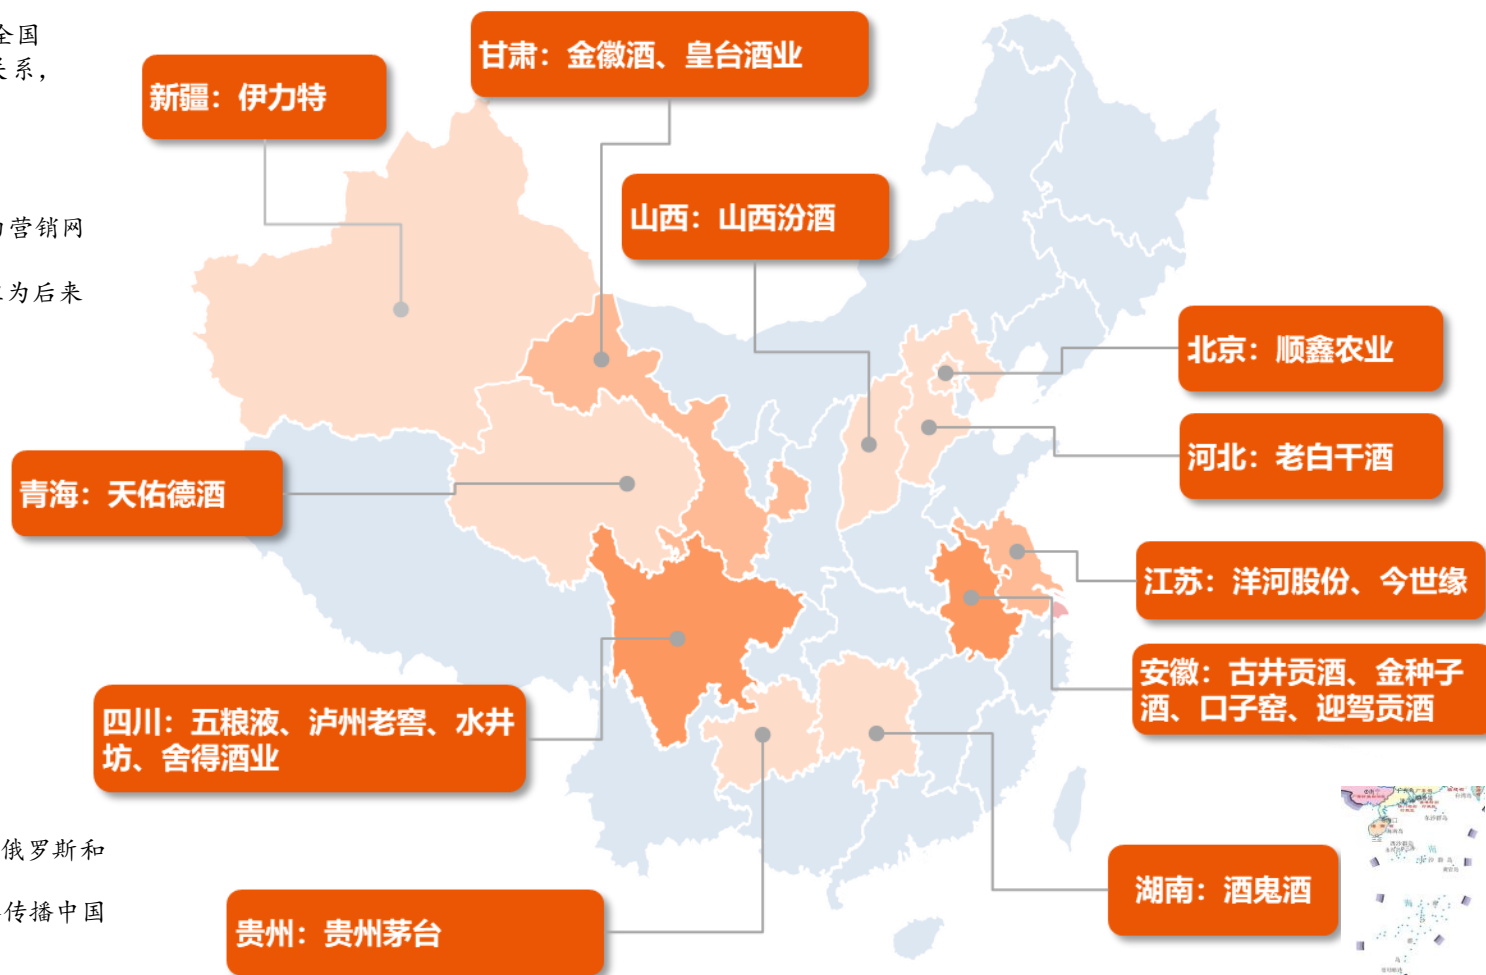 全国
关系，
营销网
为后来
俄罗斯和
传播中国
甘肃：金徽酒、皇台酒业
新疆：伊力特
山西：山西汾酒
北京：顺鑫农业
河北：老白干酒
青海：天佑德酒
江苏：洋河股份、今世缘
安徽：古井贡酒、金种子
酒、口子窖、迎驾贡酒
四川：五粮液、泸州老窖、水井
坊、舍得酒业
湖南：酒鬼酒
贵州：贵州茅台